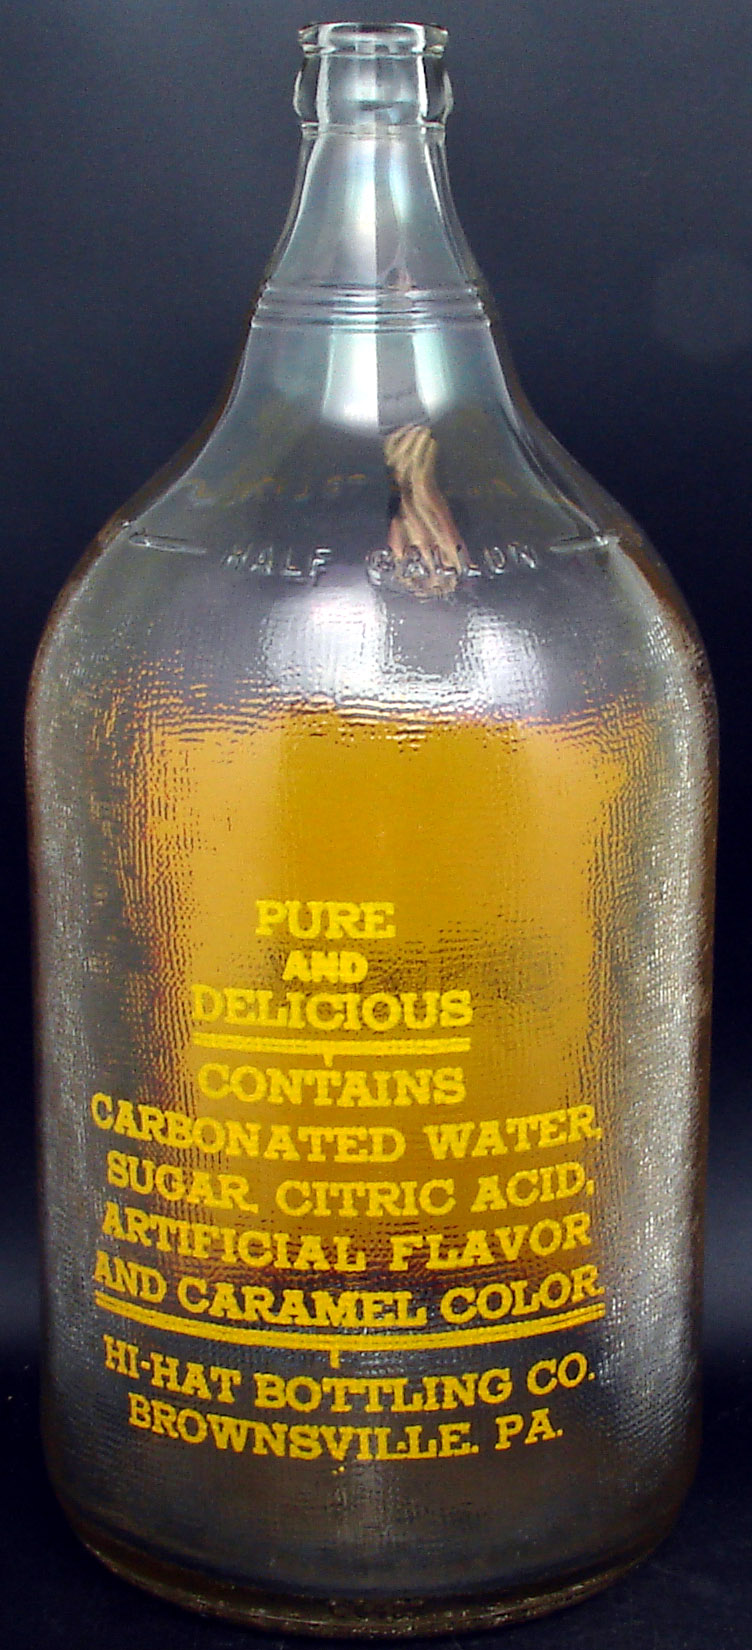 HALF GALLON
PURE
AND
DELICIOUS
CONTAINS
CARBONATED WATER,
SUGAR, CITRIC ACID,
ARTIFICIAL FLAVOR
AND CARAMEL COLOR
HI-HAT BOTTLING CO.
BROWNSVILLE. PA.